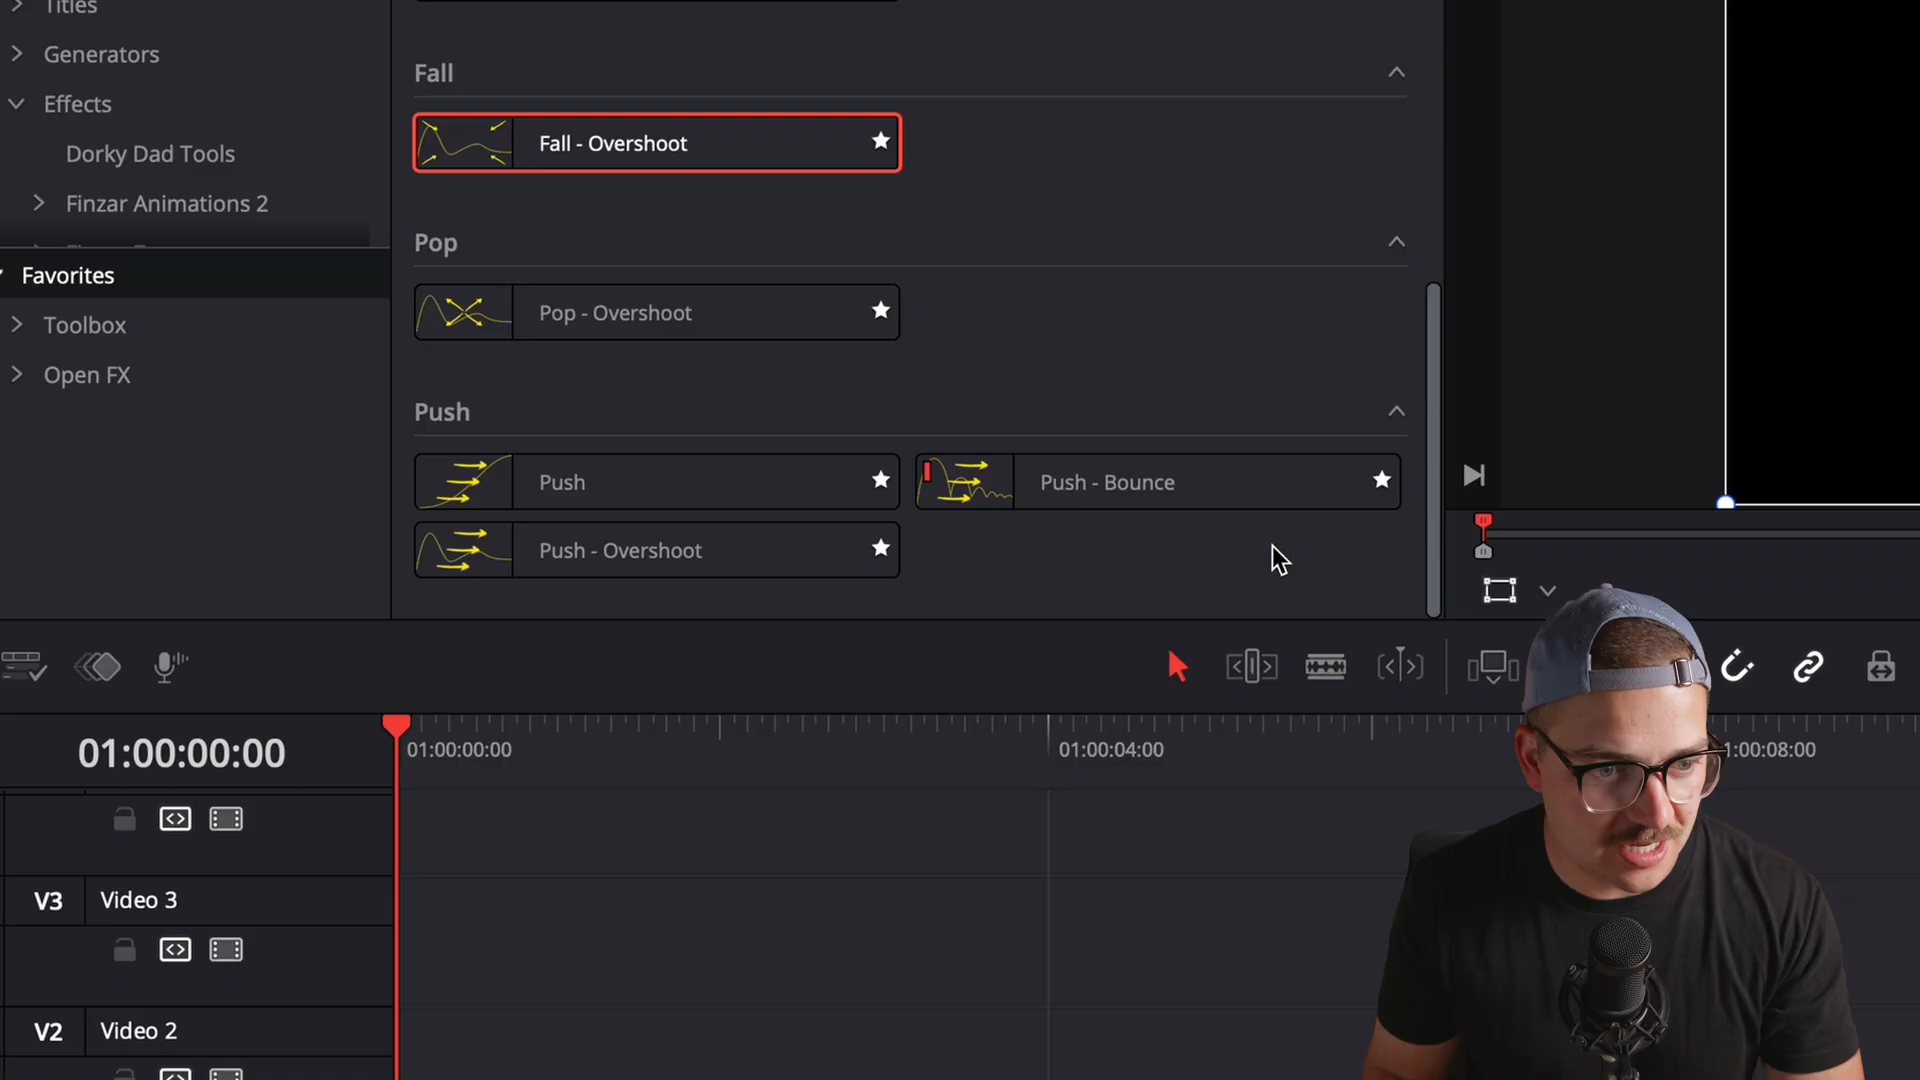 Titles
Generators
Effects
Dorky Dad Tools
Finzar Animations 2
Favorites
Toolbox
Open FX
Fall
Fall - Overshoot
Pop
Pop - Overshoot
Push
Push
Push - Bounce
Push - Overshoot
01:00:00:00
01:00:00:00
01:00:04:00
1:00:08:00
V3 Video 3
V2 Video 2